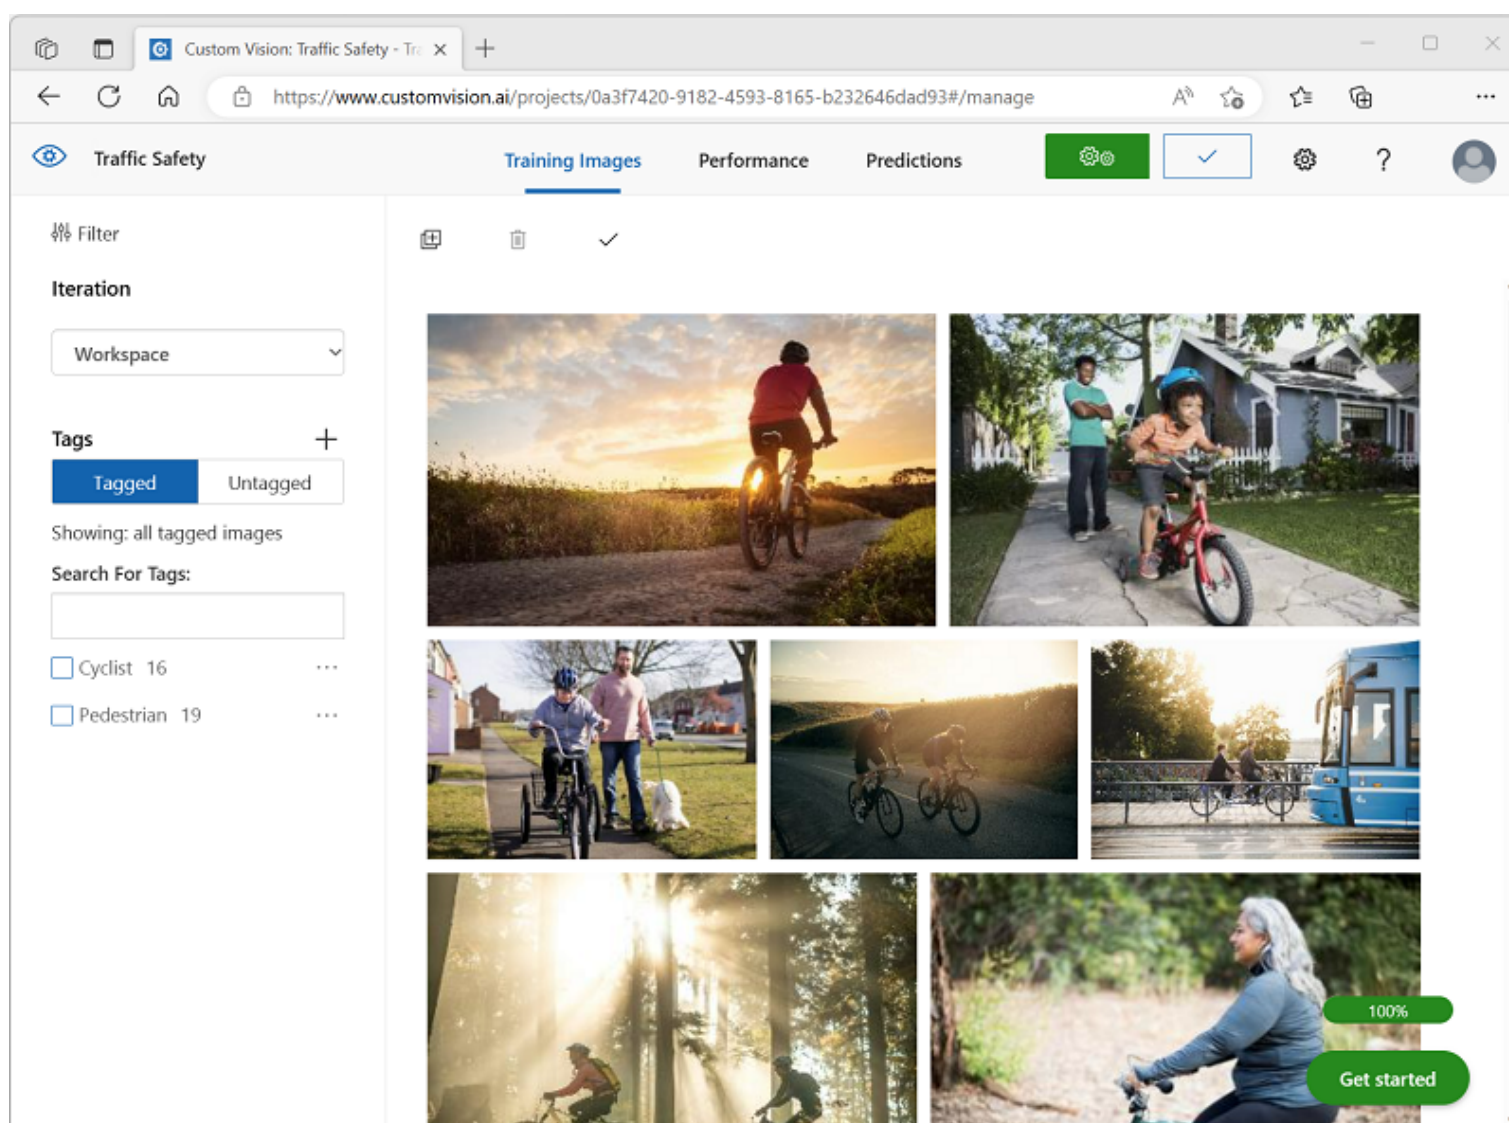 Custom Vision: Traffic Safety - Tra
https://www.customvision.ai/projects/0a3f7420-9182-4593-8165-b232646dad93#/manage
Traffic Safety
Training Images
Performance
Predictions
?
Filter
Iteration
Workspace
Tags
Tagged
Untagged
Showing: all tagged images
Search For Tags:
Cyclist 16
Pedestrian 19
100%
Get started